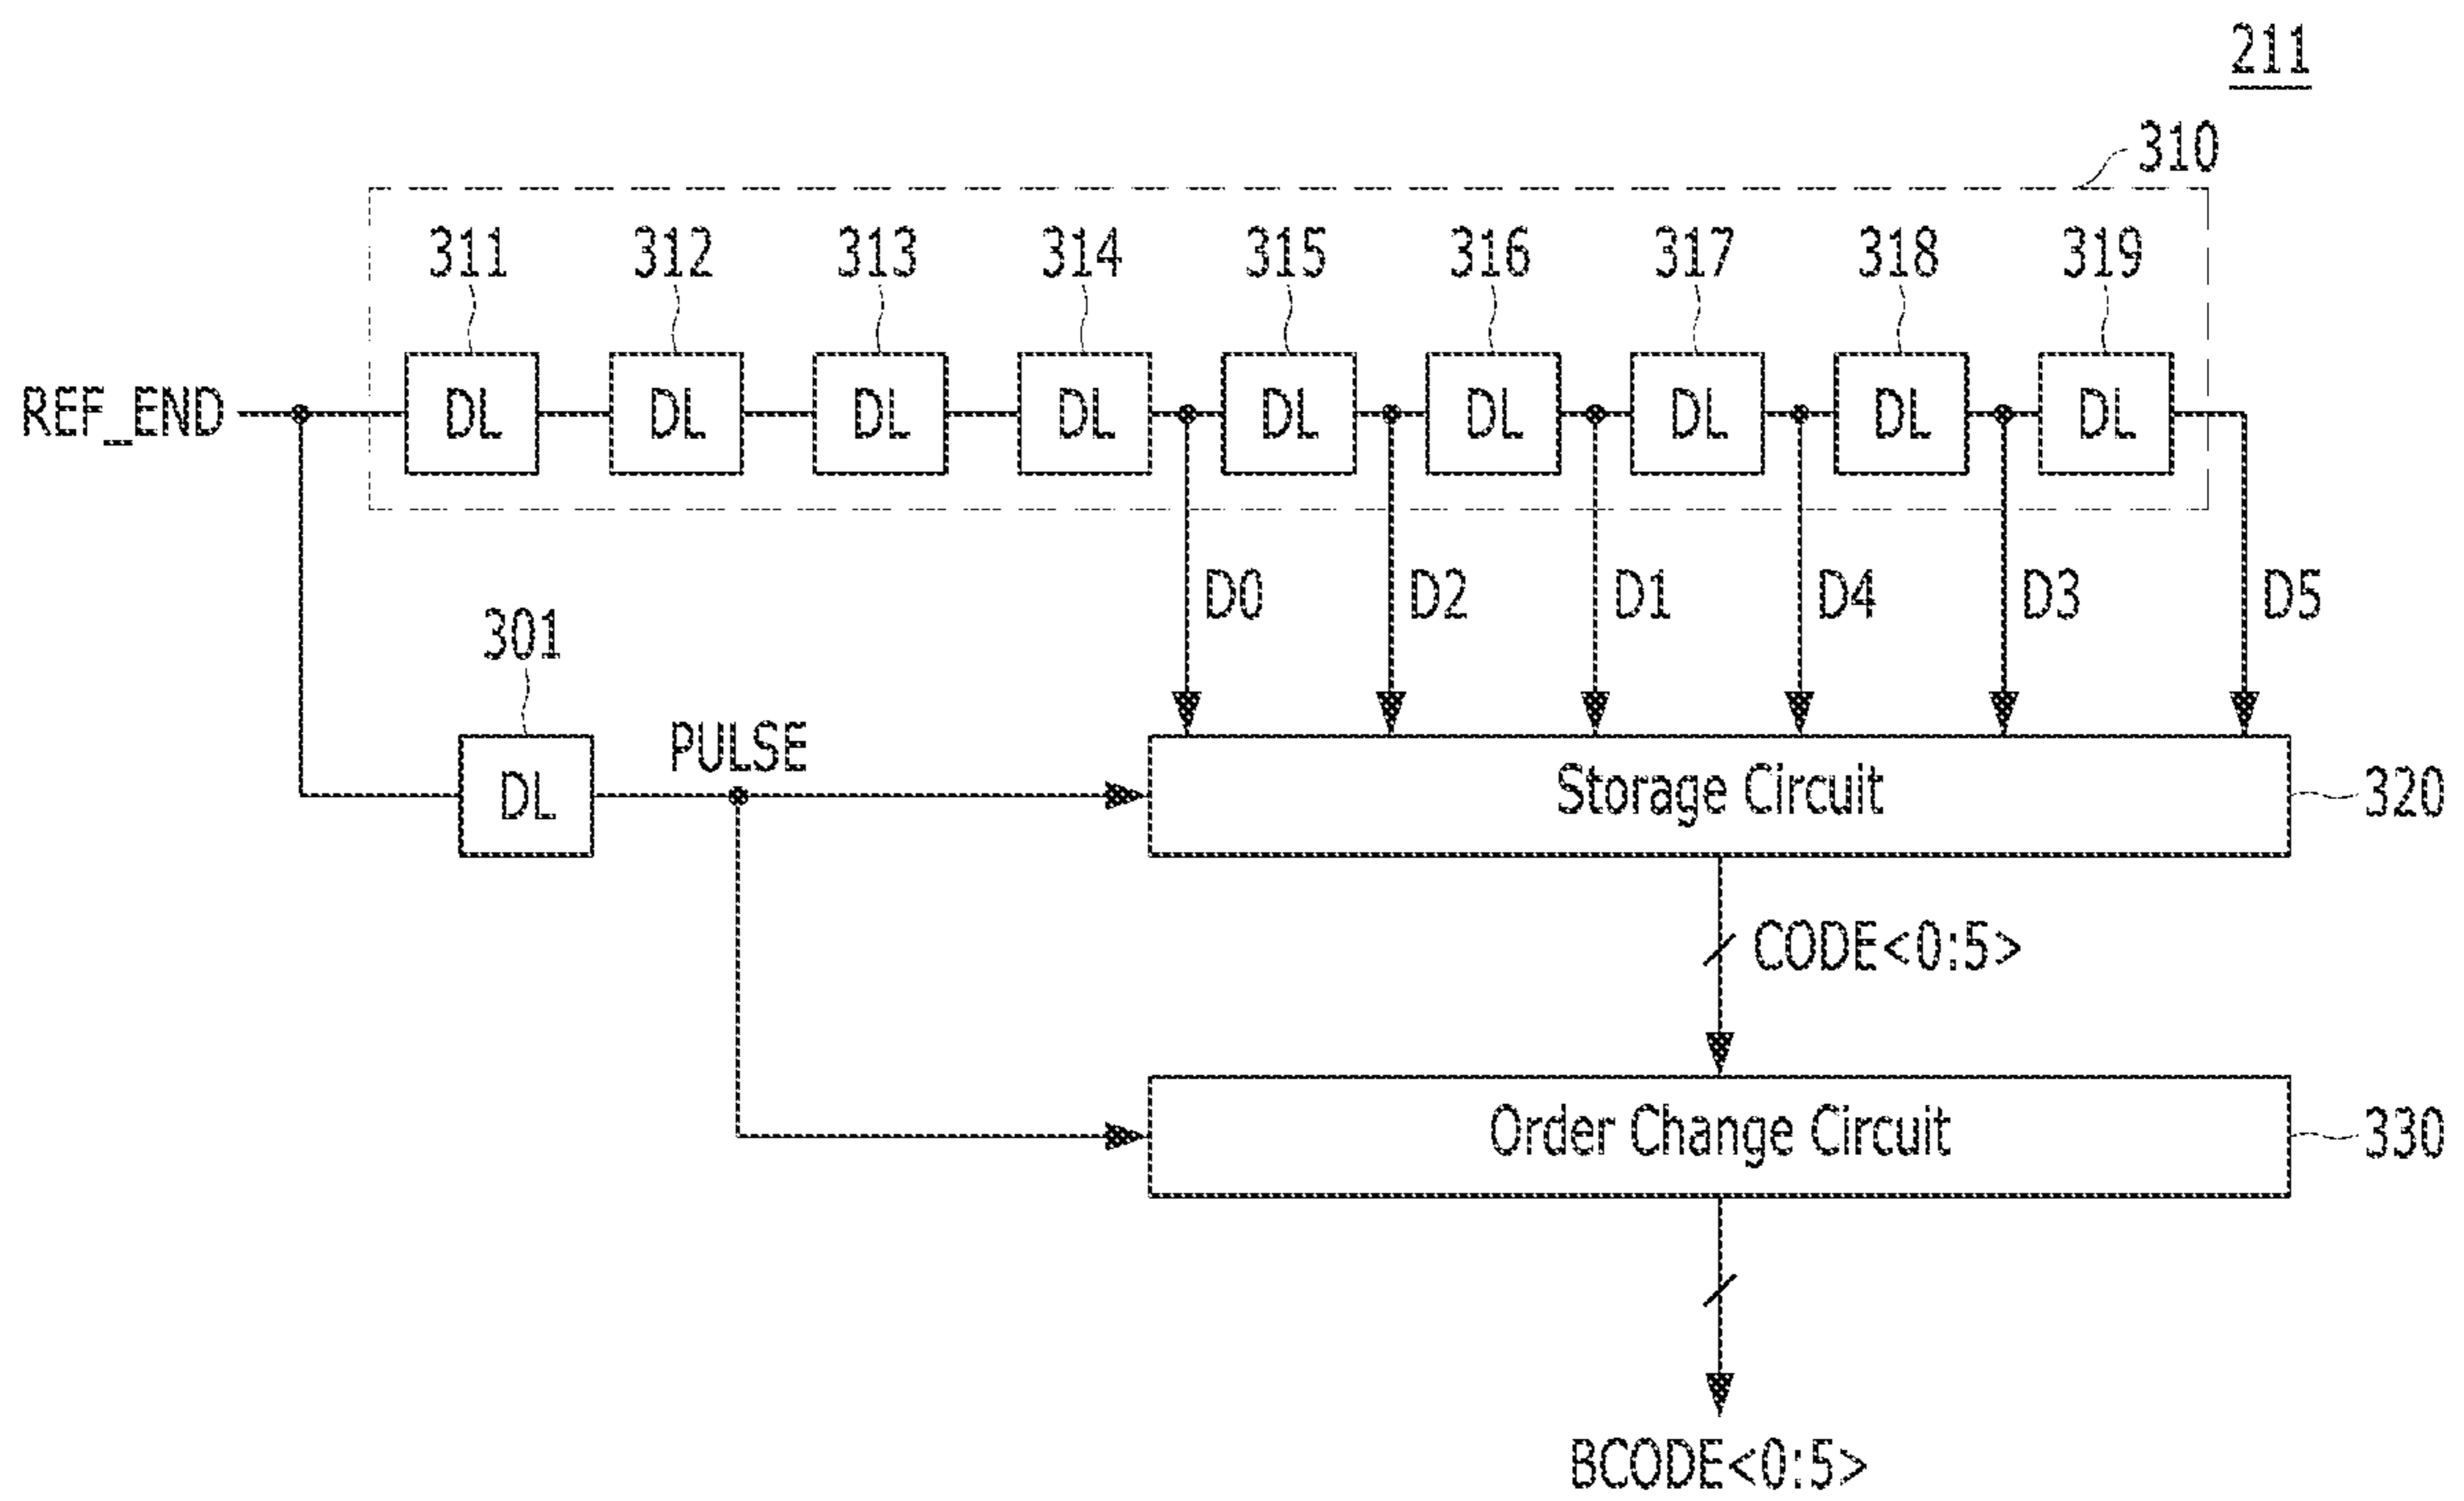 211
310
311 312 313 314 315 316 317 318 319
REF_END DL DL DL DL DL DL DL DL DL
D0 D2 D1 D4 D3 D5
301
PULSE
DL Storage Circuit 320
CODE<0:5>
Order Change Circuit 330
BCODE<0:5>